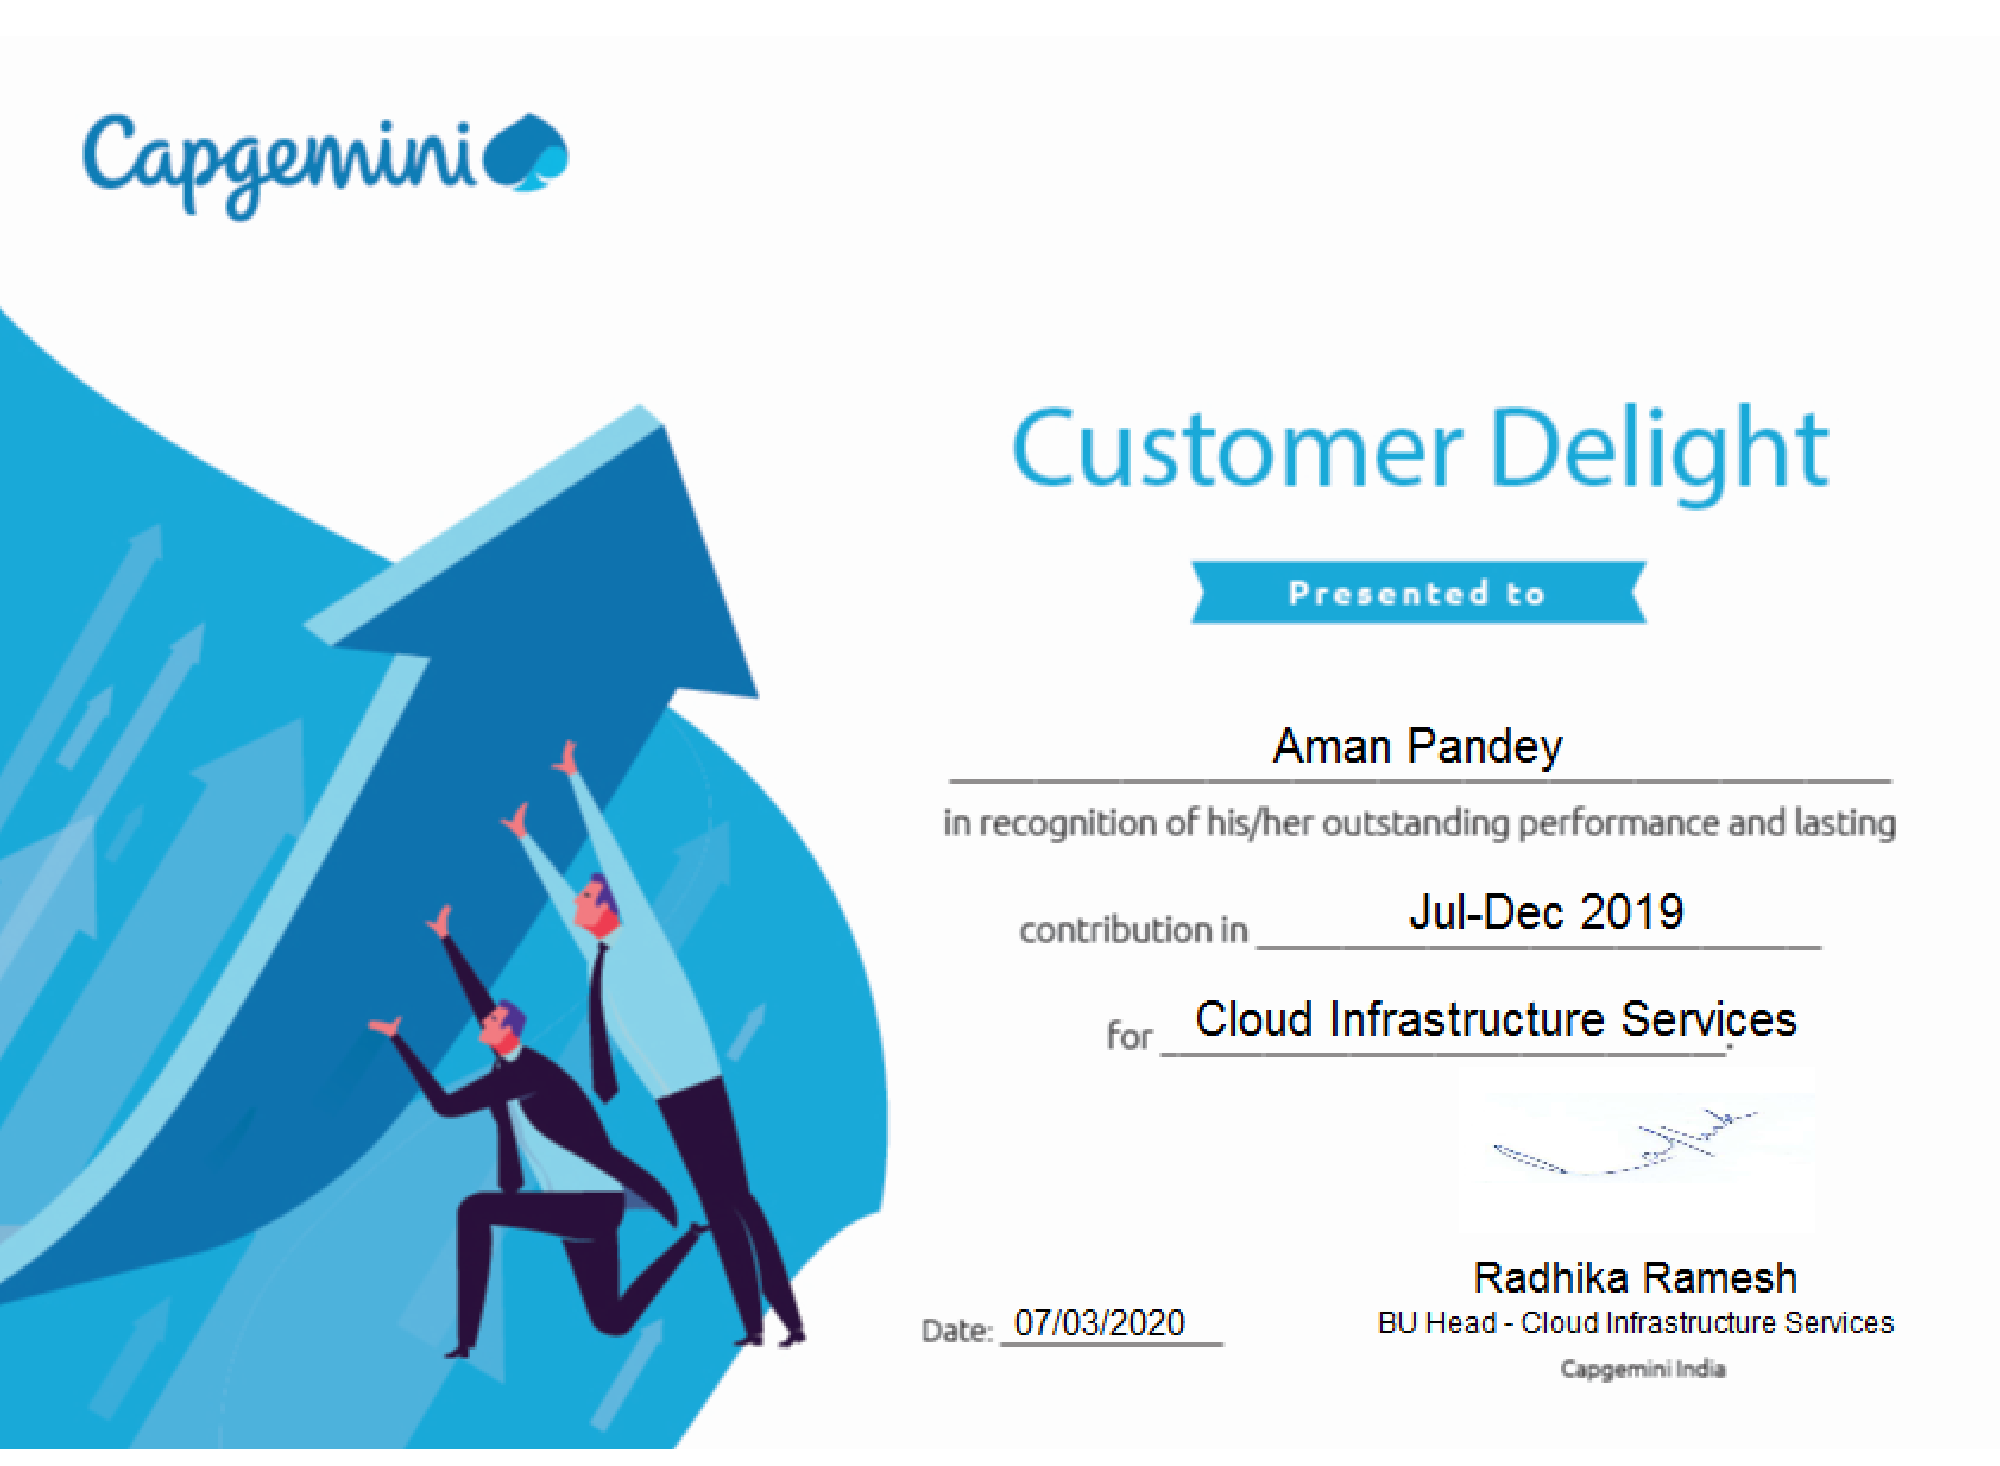 Capgemini
Customer Delight
Presented to
Aman Pandey
in recognition of his/her outstanding performance and lasting
contribution in Jul-Dec 2019
for Cloud Infrastructure Services.
Radhika Ramesh
BU Head - Cloud Infrastructure Services
Capgemini India
Date: 07/03/2020